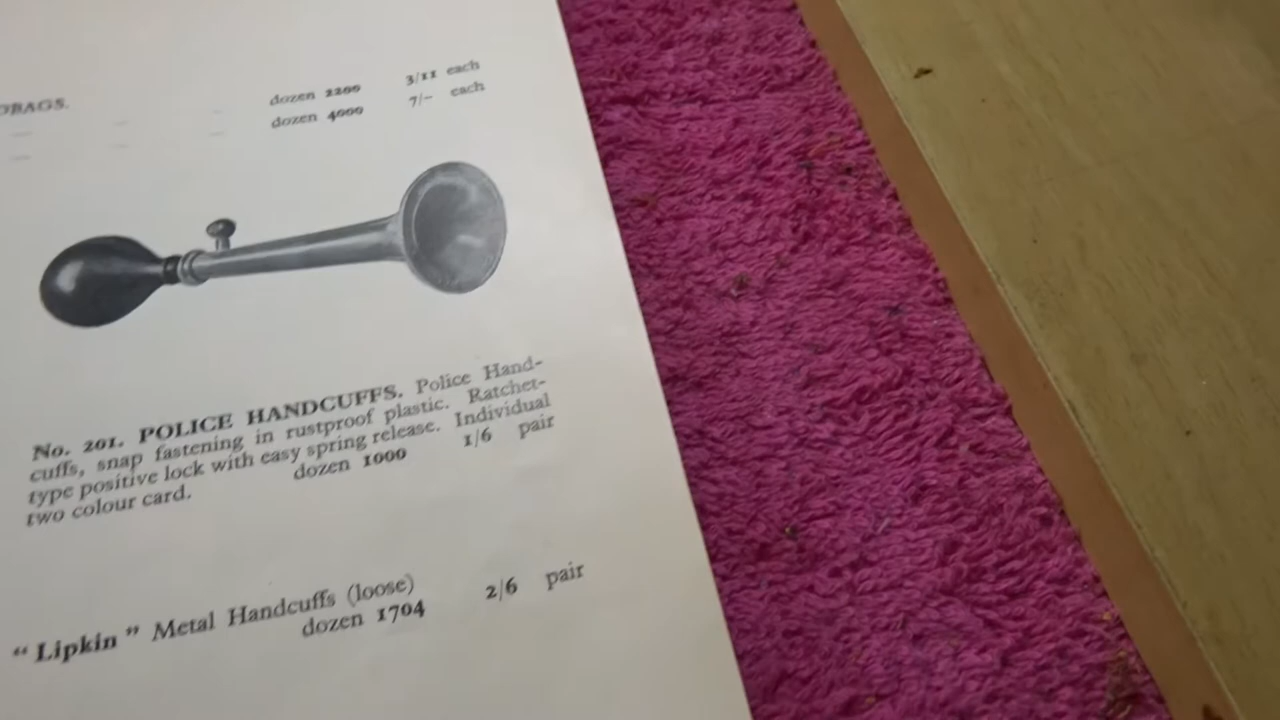 DBAGS.
dozen 2200 3/11 each
dozen 4000 7/- each
No. 201. POLICE HANDCUFFS. Police Hand-
cuffs, snap fastening in rustproof plastic. Ratchet-
type positive lock with easy spring release. Individual
two colour card. dozen 1000 1/6 pair
“Lipkin” Metal Handcuffs (loose)
dozen 1704 2/6 pair